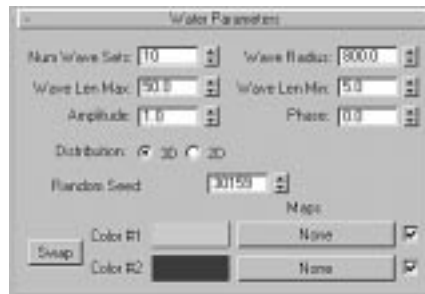 - Water Parameters
Num Wave Sets: 10 Wave Radius: 800.0
Wave Len Max: 50.0 Wave Len Min: 5.0
Amplitude: 1.0 Phase: 0.0
Distribution: 3D 2D
Random Seed: 30159
Maps
Color #1 None
Swap
Color #2 None